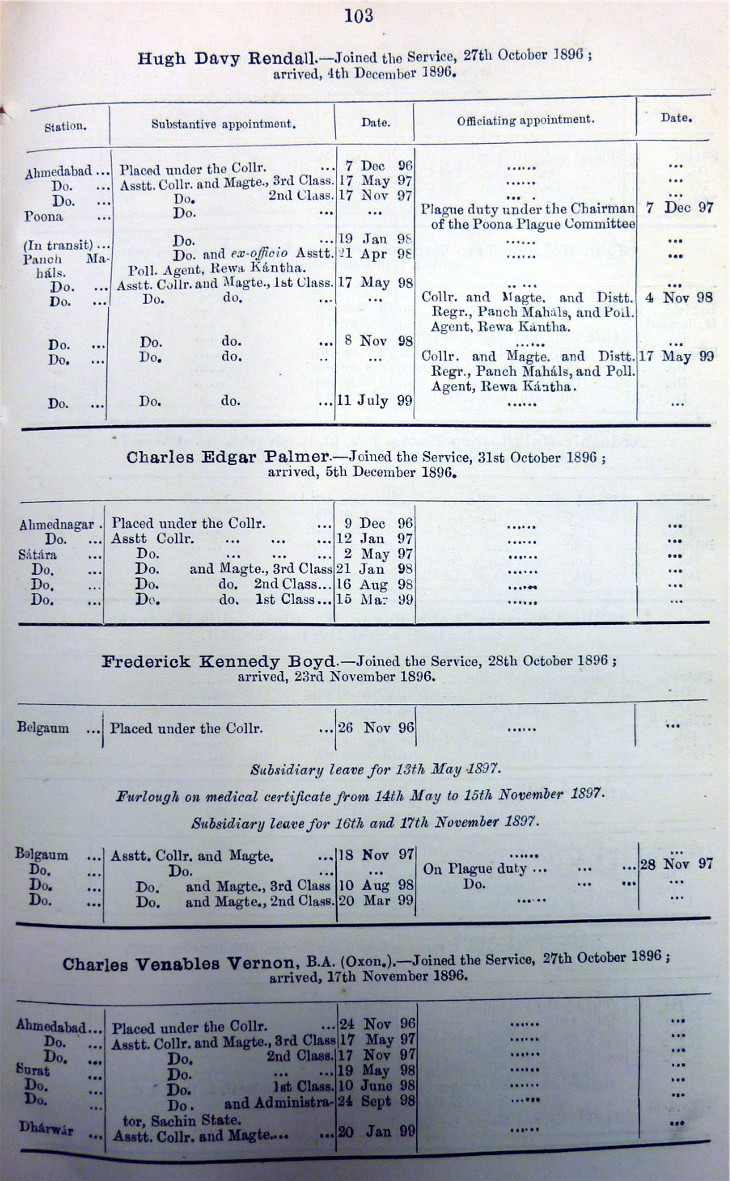 103
Hugh Davy Rendall.—Joined the Service, 27th October 1896 ;
arrived, 4th December 1896.
Station. Substantive appointment. Date. Officiating appointment. Date.
Ahmedabad ... Placed under the Collr. ... 7 Dec 96 ...... ...
Do. ... Asstt. Collr. and Magte., 3rd Class. 17 May 97 ...... ...
Do. ... Do. 2nd Class. 17 Nov 97 ... . ...
Poona ... Do. ... ... Plague duty under the Chairman 7 Dec 97
of the Poona Plague Committee
(In transit) ... Do. ... 19 Jan 98 ...... ...
Panch Ma- Do. and ex-officio Asstt. 21 Apr 98 ...... ...
háls. Poll. Agent, Rewa Kántha.
Do. ... Asstt. Collr. and Magte., 1st Class. 17 May 98 .. ... ...
Do. ... Do. do. ... ... Collr. and Magte. and Distt. 4 Nov 98
Regr., Panch Maháls, and Poll.
Agent, Rewa Kántha.
Do. ... Do. do. ... 8 Nov 98 ...... ...
Do. ... Do. do. .. ... Collr. and Magte. and Distt. 17 May 99
Regr., Panch Maháls, and Poll.
Agent, Rewa Kántha.
Do. ... Do. do. ... 11 July 99 ...... ...
Charles Edgar Palmer.—Joined the Service, 31st October 1896 ;
arrived, 5th December 1896.
Ahmednagar . Placed under the Collr. ... 9 Dec 96 ...... ...
Do. ... Asstt Collr. ... ... ... 12 Jan 97 ...... ...
Sátára ... Do. ... ... ... 2 May 97 ...... ...
Do. ... Do. and Magte., 3rd Class 21 Jan 98 ...... ...
Do. ... Do. do. 2nd Class... 16 Aug 98 ...... ...
Do. ... Do. do. 1st Class... 15 Mar 99 ...... ...
Frederick Kennedy Boyd.—Joined the Service, 28th October 1896 ;
arrived, 23rd November 1896.
Belgaum ... Placed under the Collr. ... 26 Nov 96 ...... ...
Subsidiary leave for 13th May 1897.
Furlough on medical certificate from 14th May to 15th November 1897.
Subsidiary leave for 16th and 17th November 1897.
Belgaum ... Asstt. Collr. and Magte. ... 18 Nov 97 ...... ...
Do. ... Do. ... ... On Plague duty ... ... ... 28 Nov 97
Do. ... Do. and Magte., 3rd Class 10 Aug 98 Do. ... ... ...
Do. ... Do. and Magte., 2nd Class. 20 Mar 99 ...... ...
Charles Venables Vernon, B.A. (Oxon.).—Joined the Service, 27th October 1896 ;
arrived, 17th November 1896.
Ahmedabad... Placed under the Collr. ... 24 Nov 96 ...... ...
Do. ... Asstt. Collr. and Magte., 3rd Class 17 May 97 ...... ...
Do. ... Do. 2nd Class. 17 Nov 97 ...... ...
Surat ... Do. ... ... 19 May 98 ...... ...
Do. ... Do. 1st Class. 10 June 98 ...... ...
Do. ... Do. and Administra- 24 Sept 98 ...... ...
tor, Sachin State.
Dhárwár ... Asstt. Collr. and Magte.... ... 20 Jan 99 ...... ...